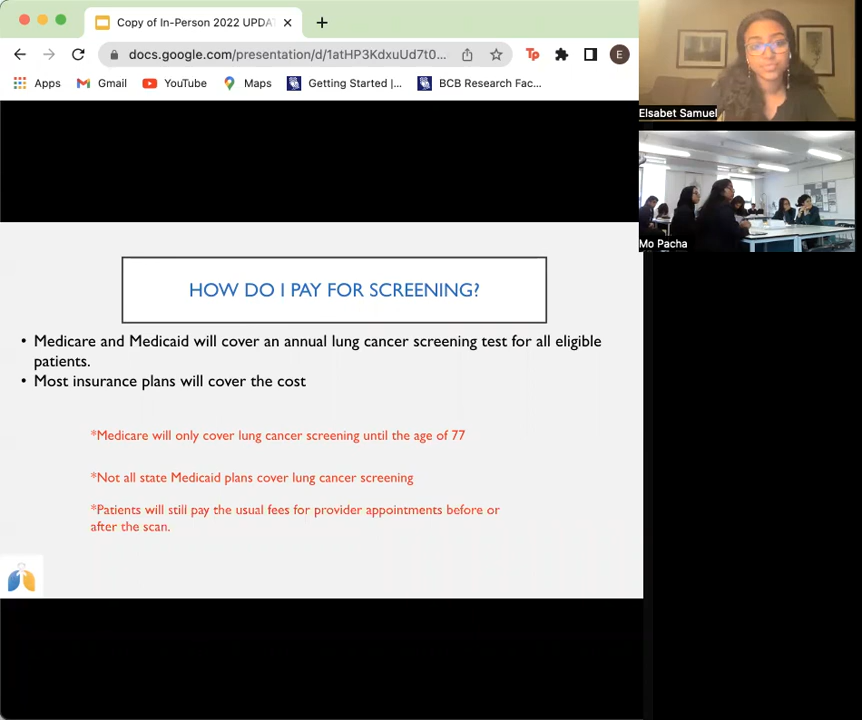 Copy of In-Person 2022 UPDA
docs.google.com/presentation/d/1atHP3KdxuUd7t0...
Tp
E
Apps
Gmail
YouTube
Maps
Getting Started |...
BCB Research Fac...
Elsabet Samuel
Mo Pacha
HOW DO I PAY FOR SCREENING?
• Medicare and Medicaid will cover an annual lung cancer screening test for all eligible
patients.
• Most insurance plans will cover the cost
*Medicare will only cover lung cancer screening until the age of 77
*Not all state Medicaid plans cover lung cancer screening
*Patients will still pay the usual fees for provider appointments before or
after the scan.